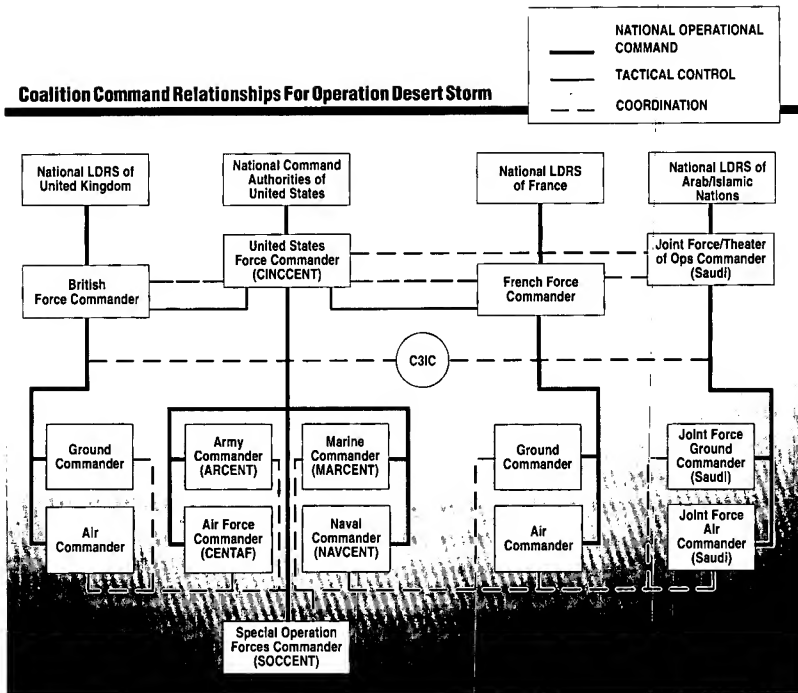 NATIONAL OPERATIONAL
COMMAND
TACTICAL CONTROL
COORDINATION
Coalition Command Relationships For Operation Desert Storm
National LDRS of
United Kingdom
National Command
Authorities of
United States
National LDRS
of France
National LDRS of
Arab/Islamic
Nations
United States
Force Commander
(CINCCENT)
Joint Force/Theater
of Ops Commander
(Saudi)
British
Force Commander
French Force
Commander
C3IC
Ground
Commander
Army
Commander
(ARCENT)
Marine
Commander
(MARCENT)
Ground
Commander
Joint Force
Ground
Commander
(Saudi)
Air
Commander
Air Force
Commander
(CENTAF)
Naval
Commander
(NAVCENT)
Air
Commander
Joint Force
Air
Commander
(Saudi)
Special Operation
Forces Commander
(SOCCENT)